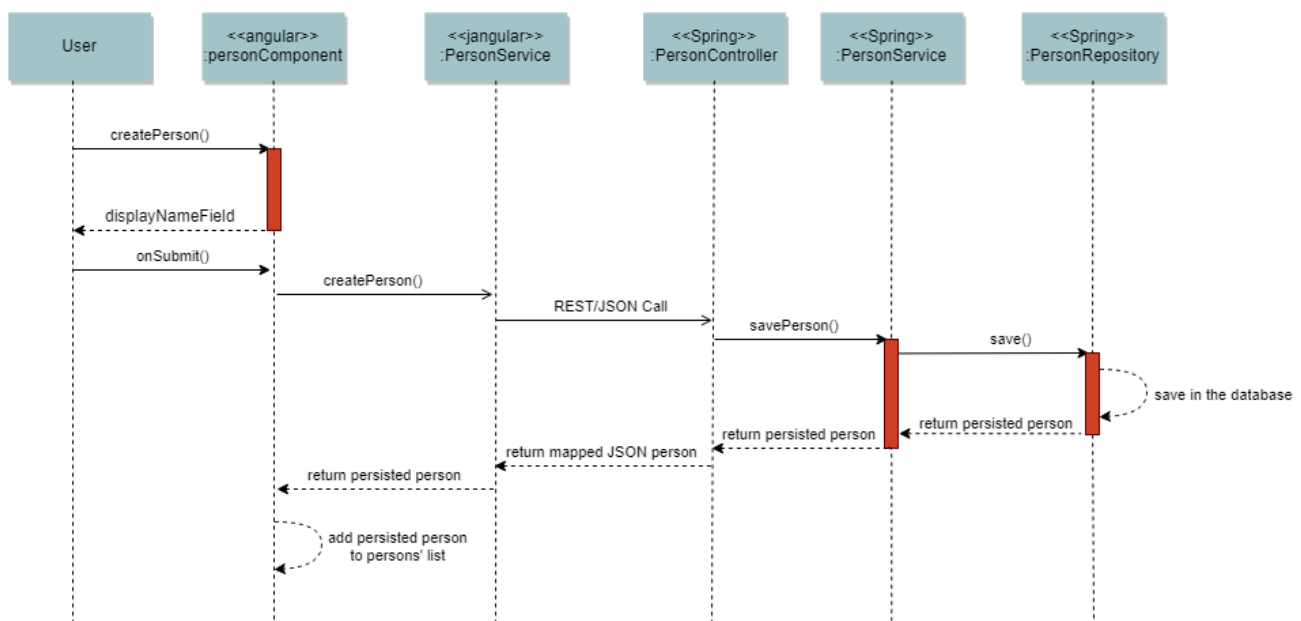 User
<<angular>>
:personComponent
<<jangular>>
:PersonService
<<Spring>>
:PersonController
<<Spring>>
:PersonService
<<Spring>>
:PersonRepository
createPerson()
displayNameField
onSubmit()
createPerson()
REST/JSON Call
savePerson()
save()
save in the database
return persisted person
return persisted person
return mapped JSON person
return persisted person
add persisted person
to persons' list